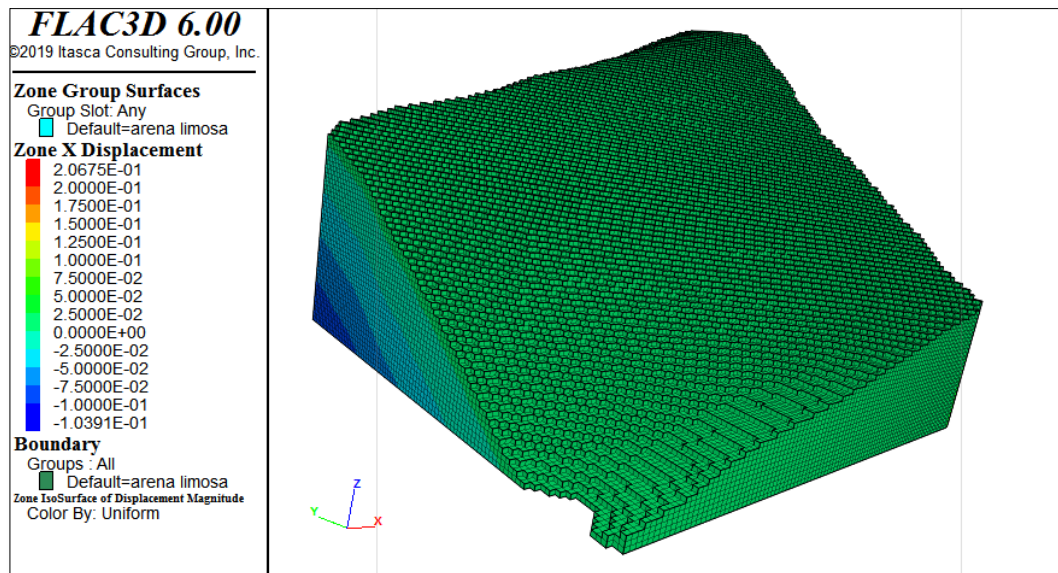 FLAC3D 6.00
©2019 Itasca Consulting Group, Inc.
Zone Group Surfaces
Group Slot: Any
Default=arena limosa
Zone X Displacement
2.0675E-01
2.0000E-01
1.7500E-01
1.5000E-01
1.2500E-01
1.0000E-01
7.5000E-02
5.0000E-02
2.5000E-02
0.0000E+00
-2.5000E-02
-5.0000E-02
-7.5000E-02
-1.0000E-01
-1.0391E-01
Boundary
Groups : All
Default=arena limosa
Zone IsoSurface of Displacement Magnitude
Color By: Uniform
Z
Y
X